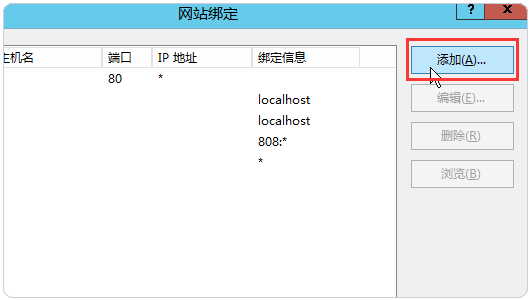 网站绑定
? x
主机名 端口 IP 地址 绑定信息
80 *
localhost
localhost
808:*
*
添加(A)...
编辑(E)...
删除(R)
浏览(B)